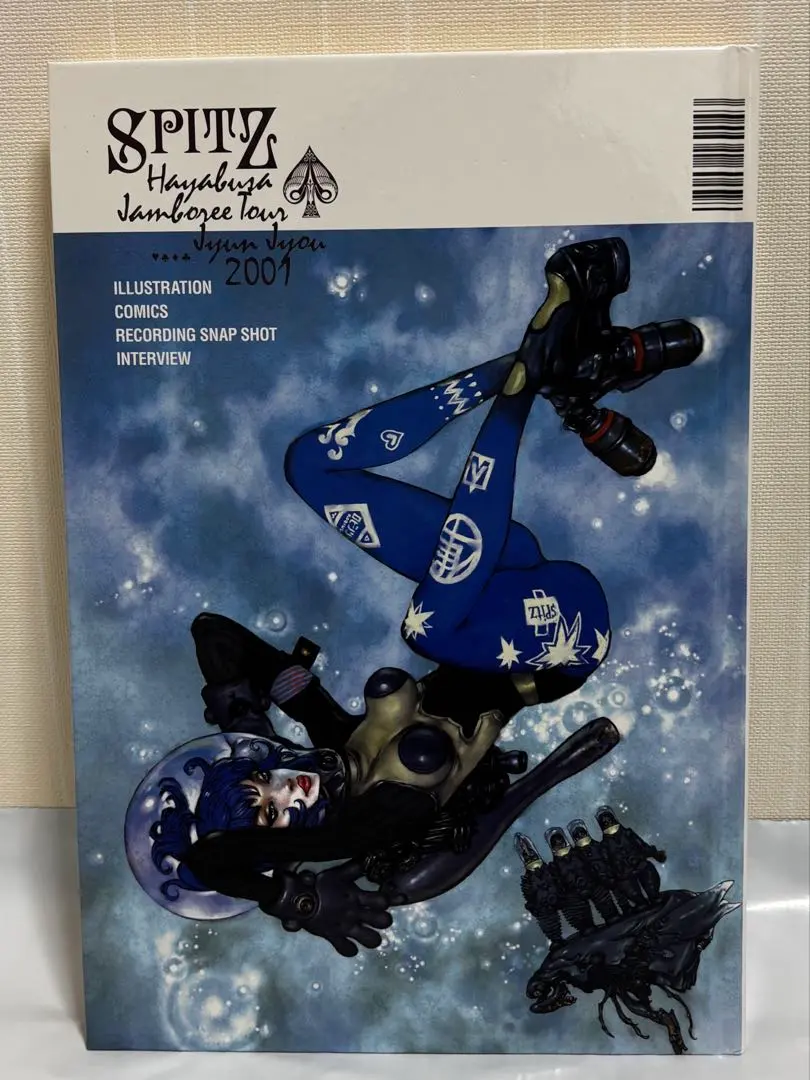 SPITZ
Hayabusa
Jamboree Tour
Jyun Jyou
2001
ILLUSTRATION
COMICS
RECORDING SNAP SHOT
INTERVIEW
SPITZ